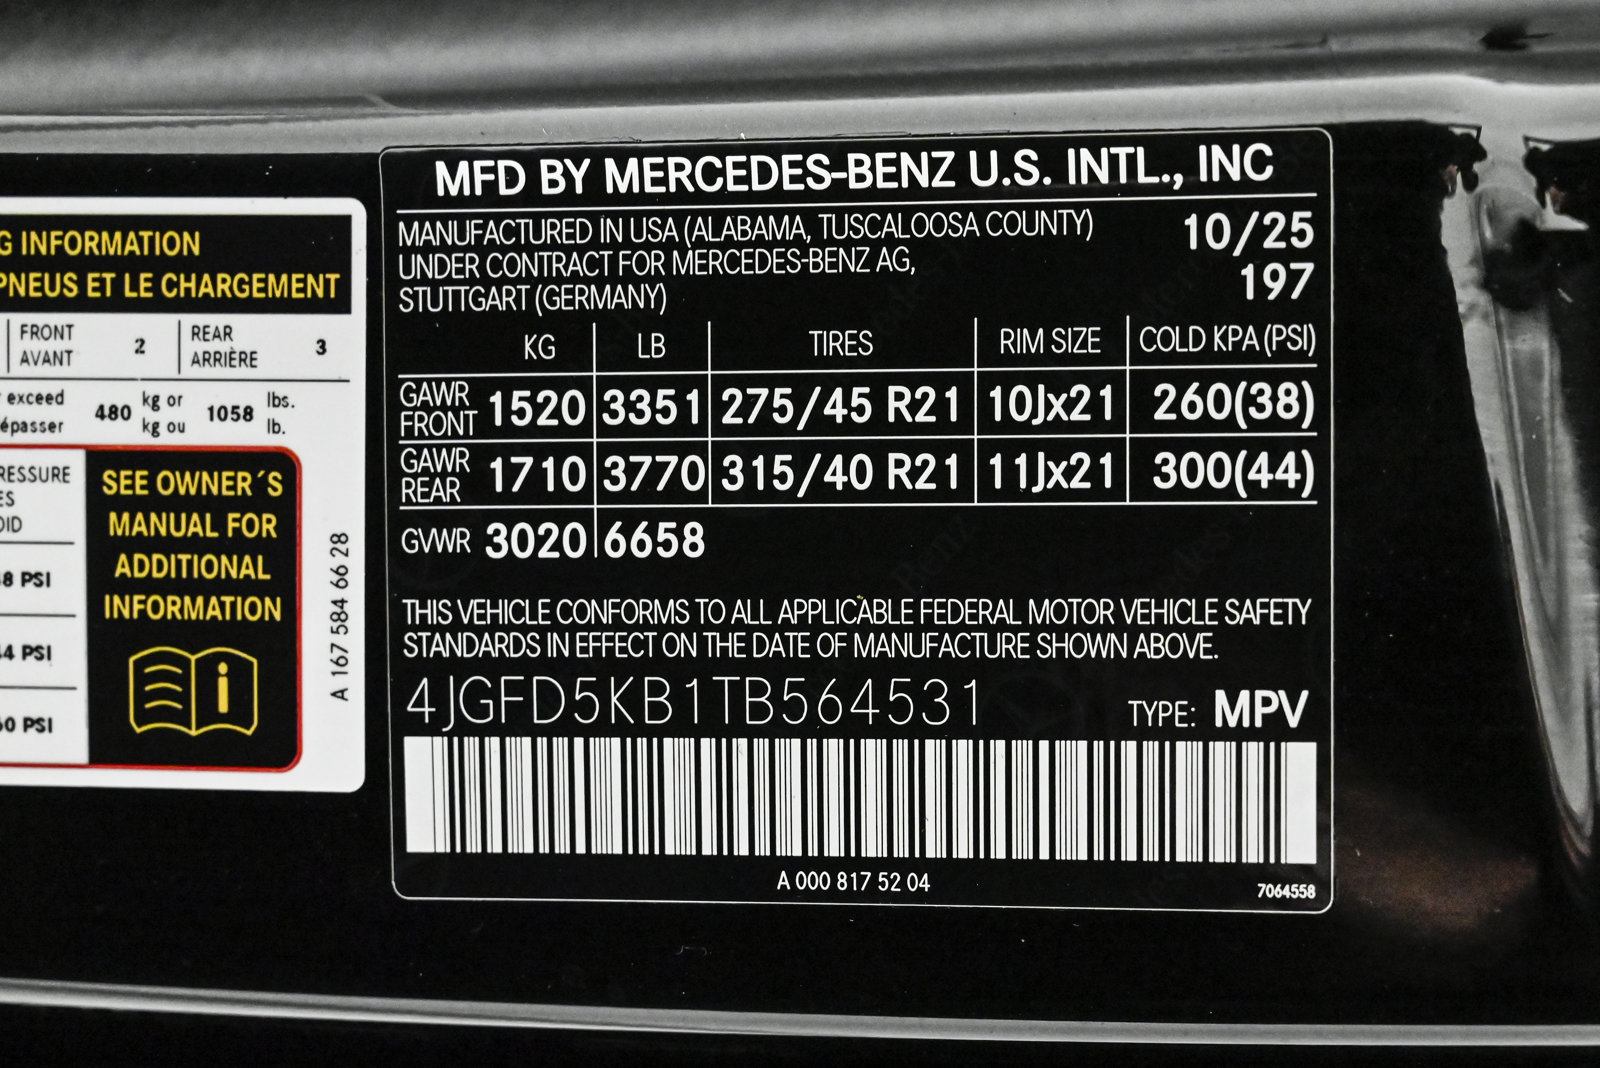 G INFORMATION
PNEUS ET LE CHARGEMENT
FRONT
AVANT
2
REAR
ARRIÈRE
3
exceed
épasser
480
kg or
kg ou
1058
lbs.
lb.
RESSURE
ES
OID
8 PSI
4 PSI
0 PSI
SEE OWNER´S
MANUAL FOR
ADDITIONAL
INFORMATION
i
A 167 584 66 28
MFD BY MERCEDES-BENZ U.S. INTL., INC
MANUFACTURED IN USA (ALABAMA, TUSCALOOSA COUNTY) 10/25
UNDER CONTRACT FOR MERCEDES-BENZ AG, 197
STUTTGART (GERMANY)
KG LB TIRES RIM SIZE COLD KPA (PSI)
GAWR
FRONT 1520 3351 275/45 R21 10Jx21 260(38)
GAWR
REAR 1710 3770 315/40 R21 11Jx21 300(44)
GVWR 3020 6658
THIS VEHICLE CONFORMS TO ALL APPLICABLE FEDERAL MOTOR VEHICLE SAFETY
STANDARDS IN EFFECT ON THE DATE OF MANUFACTURE SHOWN ABOVE.
4JGFD5KB1TB564531 TYPE: MPV
A 000 817 52 04
7064558